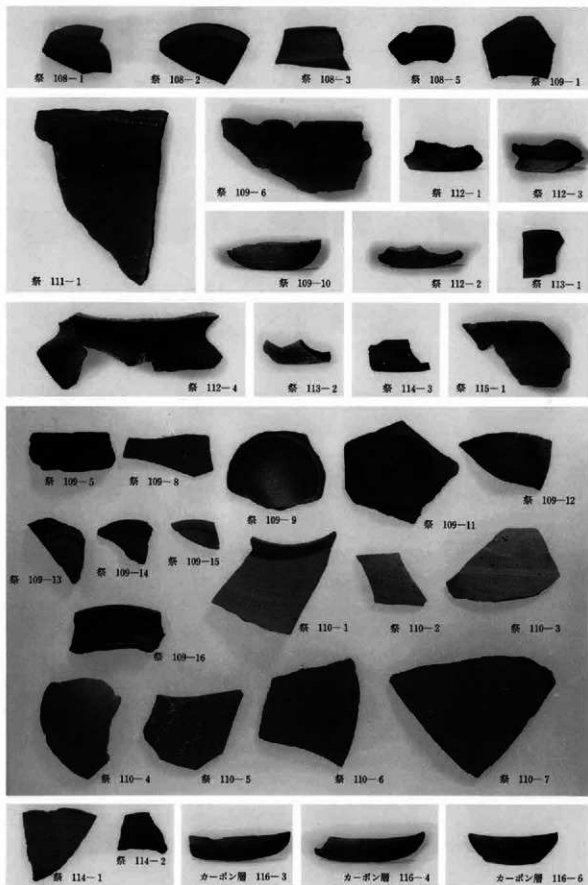 祭 108-1
祭 108-2
祭 108-3
祭 108-5
祭 109-1
祭 111-1
祭 109-6
祭 112-1
祭 112-3
祭 109-10
祭 112-2
祭 113-1
祭 112-4
祭 113-2
祭 114-3
祭 115-1
祭 109-5
祭 109-8
祭 109-9
祭 109-11
祭 109-12
祭 109-13
祭 109-14
祭 109-15
祭 109-16
祭 110-1
祭 110-2
祭 110-3
祭 110-4
祭 110-5
祭 110-6
祭 110-7
祭 114-1
祭 114-2
カーボン層 116-3
カーボン層 116-4
カーボン層 116-6